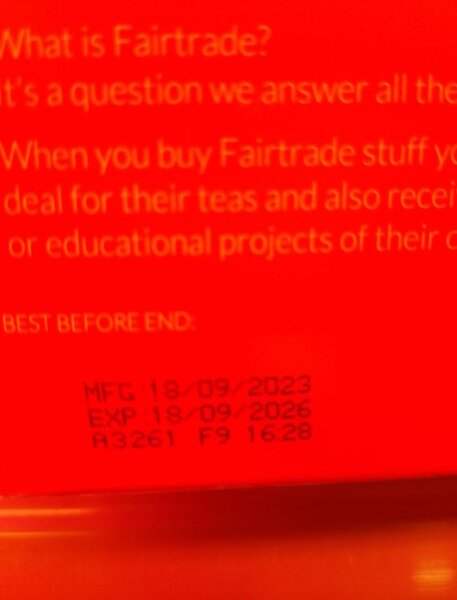 What is Fairtrade?
It's a question we answer all the
When you buy Fairtrade stuff
deal for their teas and also
or educational projects of their
BEST BEFORE END:
MFG 18/09/2023
EXP 18/09/2026
A3261 F9 16:28